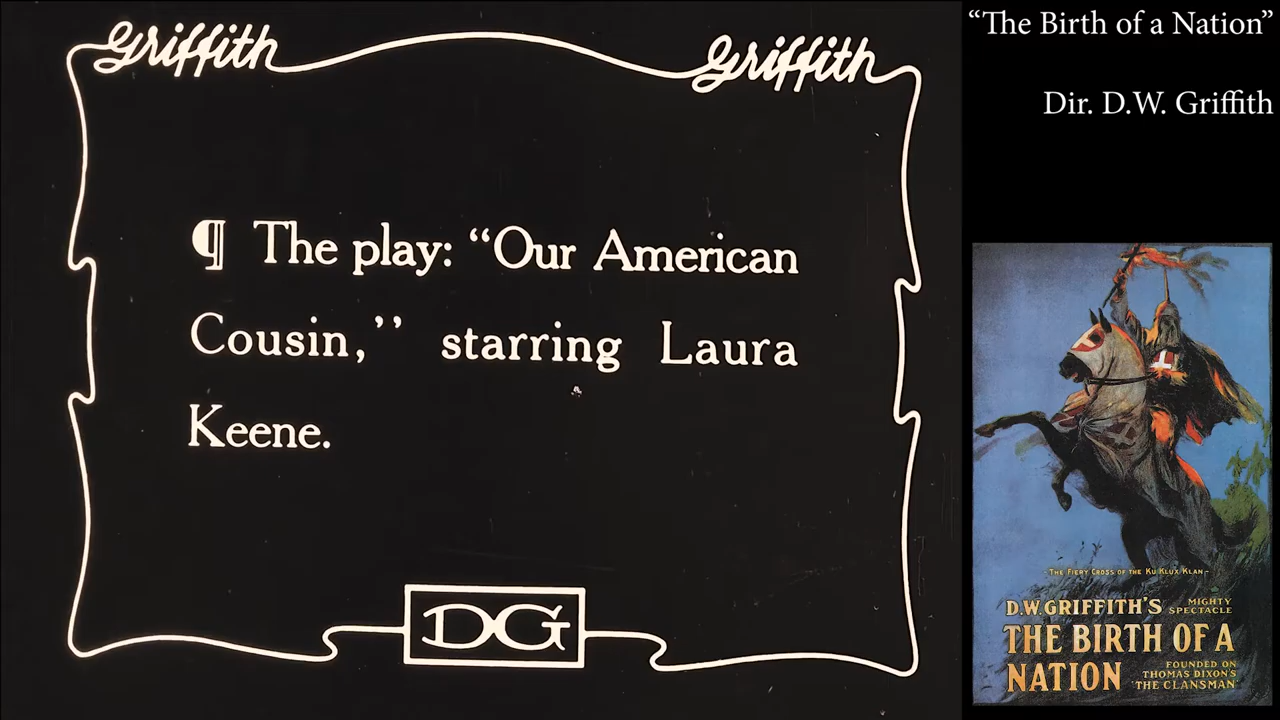 Griffith Griffith
¶ The play: “Our American
Cousin,’’ starring Laura
Keene.
DG
“The Birth of a Nation”
Dir. D.W. Griffith
- THE FIERY CROSS OF THE KU KLUX KLAN -
D.W. GRIFFITH'S MIGHTY SPECTACLE
THE BIRTH OF A
NATION FOUNDED ON
THOMAS DIXON'S
"THE CLANSMAN"